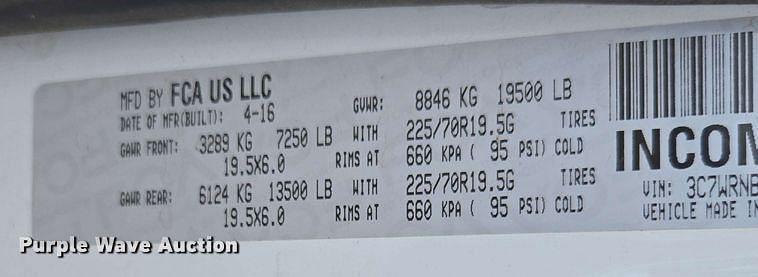 MFD BY FCA US LLC
DATE OF MFR(BUILT): 4-16 GVWR: 8846 KG 19500 LB
GAWR FRONT: 3289 KG 7250 LB WITH 225/70R19.5G TIRES
19.5X6.0 RIMS AT 660 KPA ( 95 PSI) COLD
GAWR REAR: 6124 KG 13500 LB WITH 225/70R19.5G TIRES
19.5X6.0 RIMS AT 660 KPA ( 95 PSI) COLD
INCOM
VIN: 3C7WRNB
VEHICLE MADE IN
Purple Wave Auction